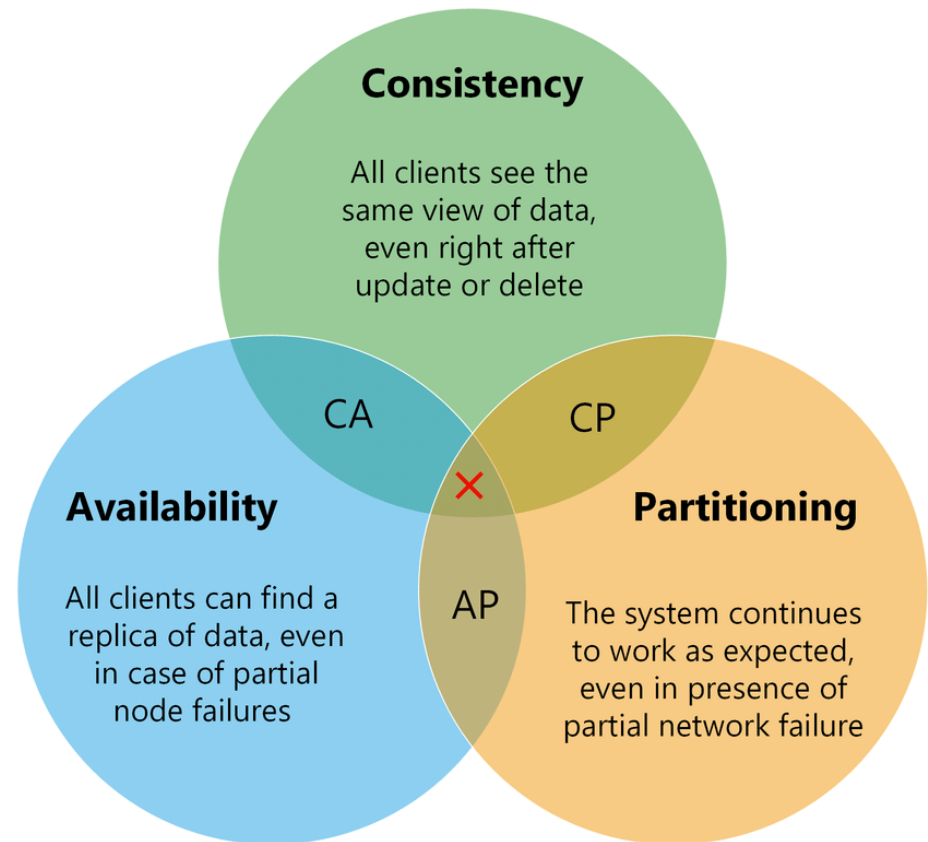 Consistency
All clients see the
same view of data,
even right after
update or delete
CA
CP
Availability
All clients can find a
replica of data, even
in case of partial
node failures
AP
Partitioning
The system continues
to work as expected,
even in presence of
partial network failure